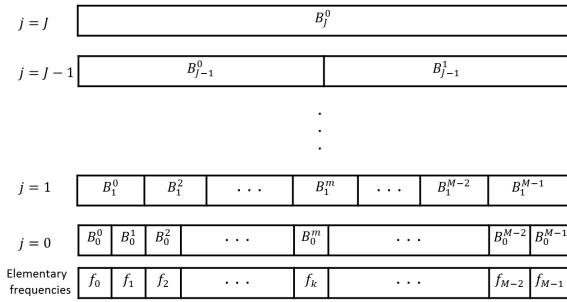 j = J B_J^0
j = J − 1 B_{J−1}^0 B_{J−1}^1
.
.
.
j = 1 B_1^0 B_1^2 . . . B_1^m . . . B_1^{M−2} B_1^{M−1}
j = 0 B_0^0 B_0^1 B_0^2 . . . B_0^m . . . B_0^{M−2} B_0^{M−1}
Elementary
frequencies f_0 f_1 f_2 . . . f_k . . . f_{M−2} f_{M−1}